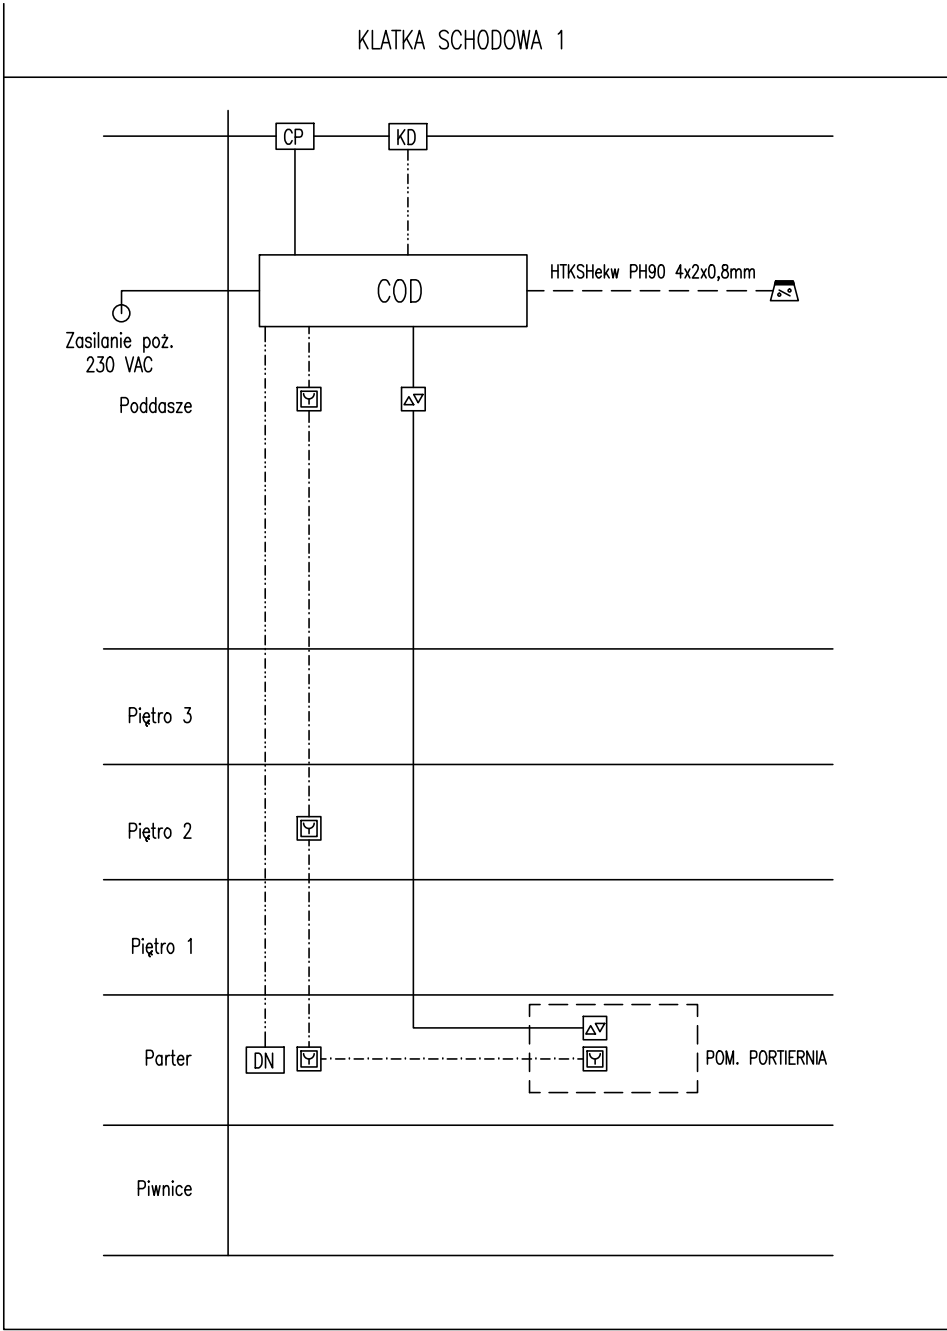 KLATKA SCHODOWA 1
CP
KD
HTKSHekw PH90 4x2x0,8mm
COD
Zasilanie poż.
230 VAC
Poddasze
Piętro 3
Piętro 2
Piętro 1
Parter
DN
POM. PORTIERNIA
Piwnice